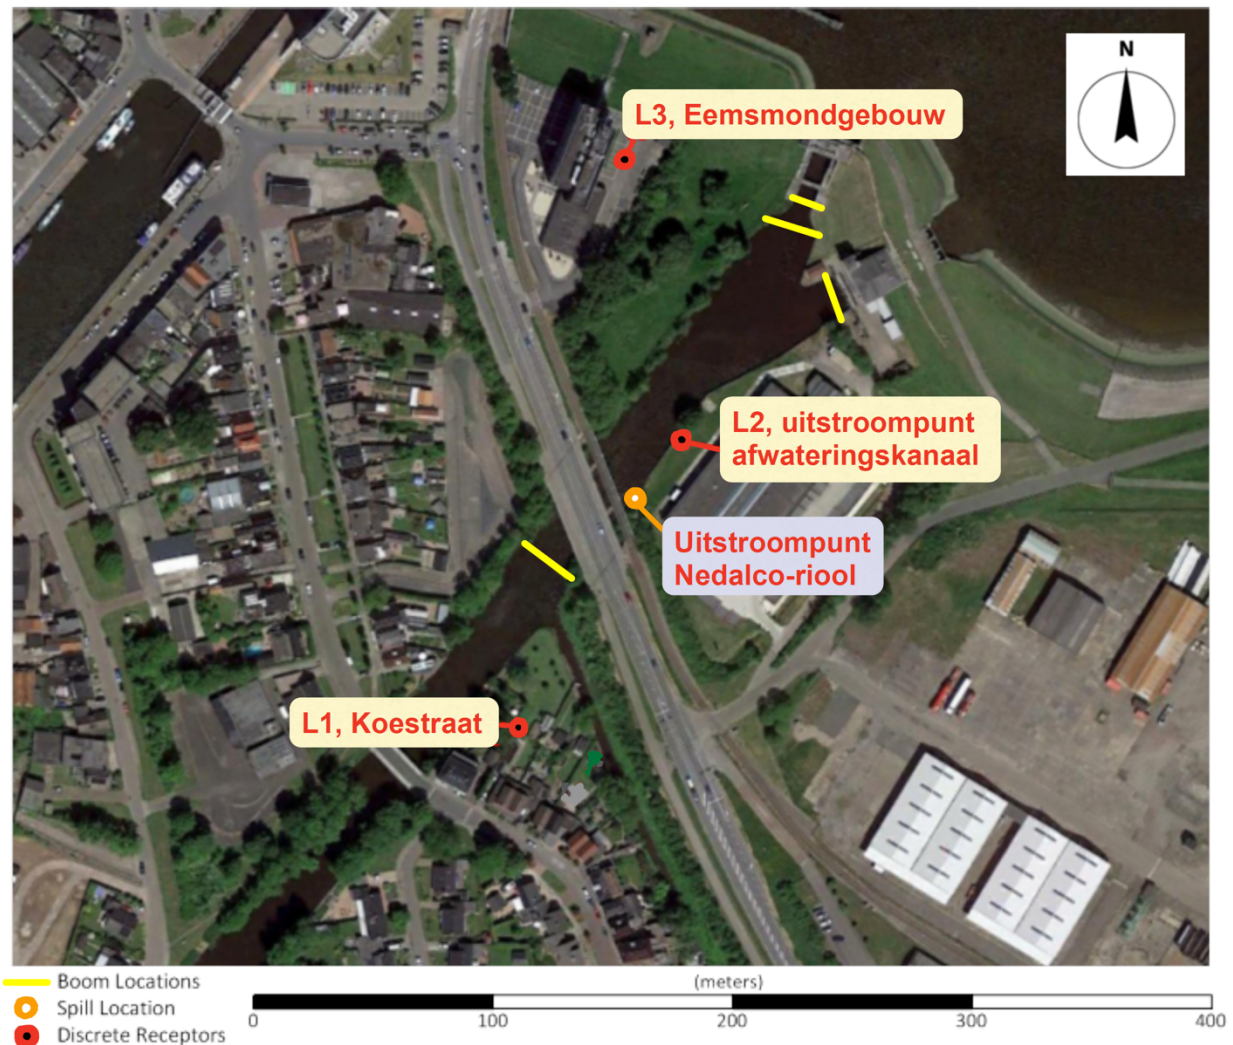 N
L3, Eemsmondgebouw
L2, uitstroompunt
afwateringskanaal
Uitstroompunt
Nedalco-riool
L1, Koestraat
Boom Locations
Spill Location
Discrete Receptors
(meters)
0 100 200 300 400